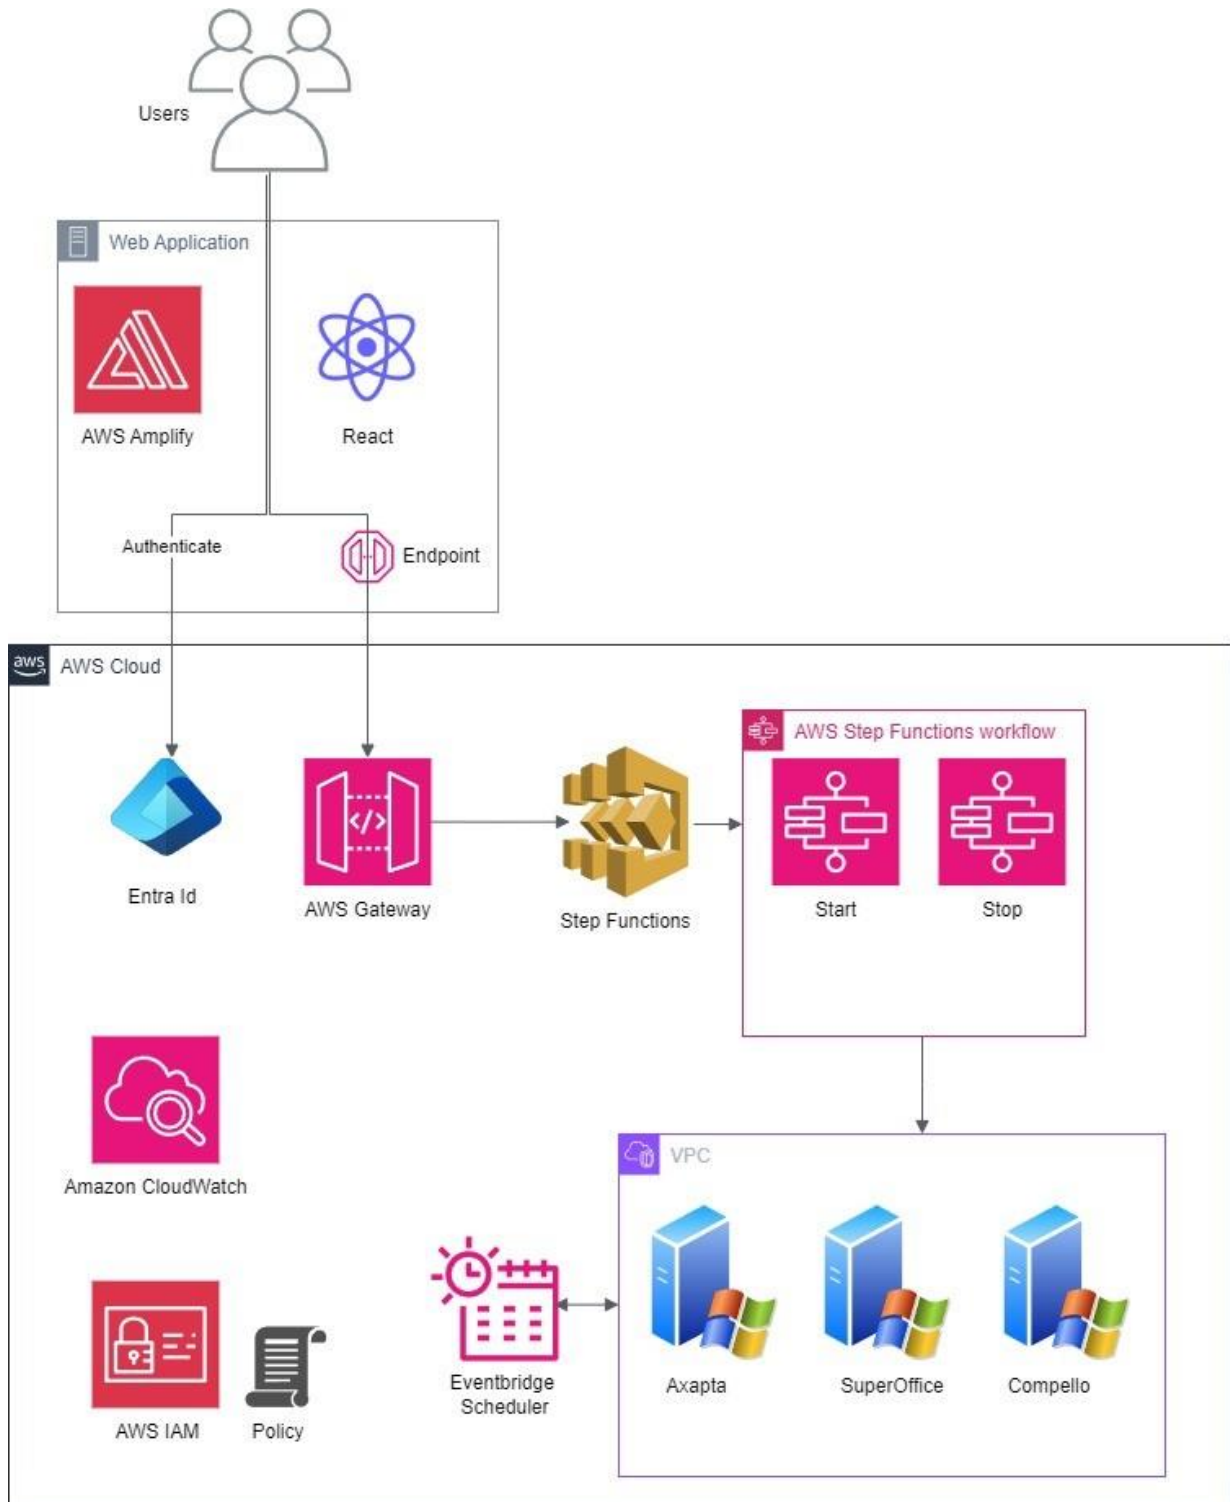 Users
Web Application
AWS Amplify
React
Authenticate
Endpoint
aws
AWS Cloud
AWS Step Functions workflow
</>
Entra Id
AWS Gateway
Step Functions
Start
Stop
Amazon CloudWatch
VPC
Eventbridge
Scheduler
Axapta
SuperOffice
Compello
AWS IAM
Policy